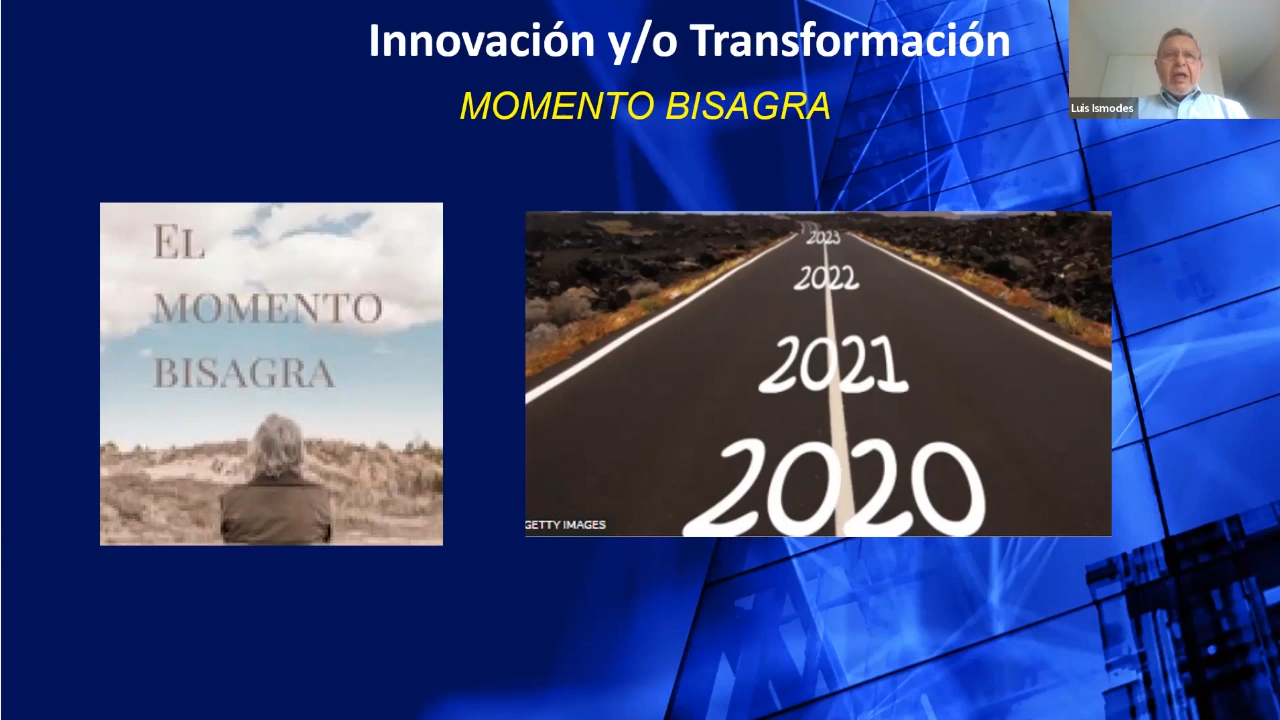 Innovación y/o Transformación
MOMENTO BISAGRA
Luis Ismodes
EL
MOMENTO
BISAGRA
2023
2022
2021
2020
GETTY IMAGES